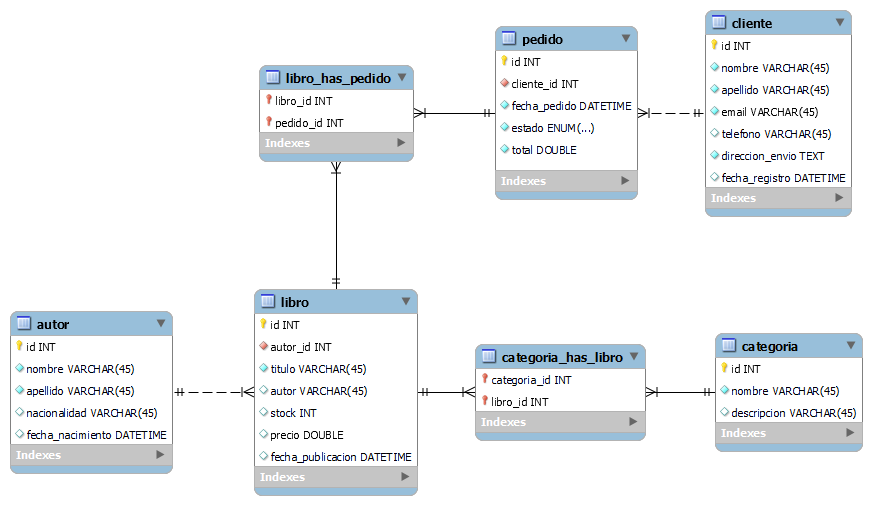 cliente
id INT
nombre VARCHAR(45)
apellido VARCHAR(45)
email VARCHAR(45)
telefono VARCHAR(45)
direccion_envio TEXT
fecha_registro DATETIME
Indexes
pedido
id INT
cliente_id INT
fecha_pedido DATETIME
estado ENUM(...)
total DOUBLE
Indexes
libro_has_pedido
libro_id INT
pedido_id INT
Indexes
autor
id INT
nombre VARCHAR(45)
apellido VARCHAR(45)
nacionalidad VARCHAR(45)
fecha_nacimiento DATETIME
Indexes
libro
id INT
autor_id INT
titulo VARCHAR(45)
autor VARCHAR(45)
stock INT
precio DOUBLE
fecha_publicacion DATETIME
Indexes
categoria_has_libro
categoria_id INT
libro_id INT
Indexes
categoria
id INT
nombre VARCHAR(45)
descripcion VARCHAR(45)
Indexes